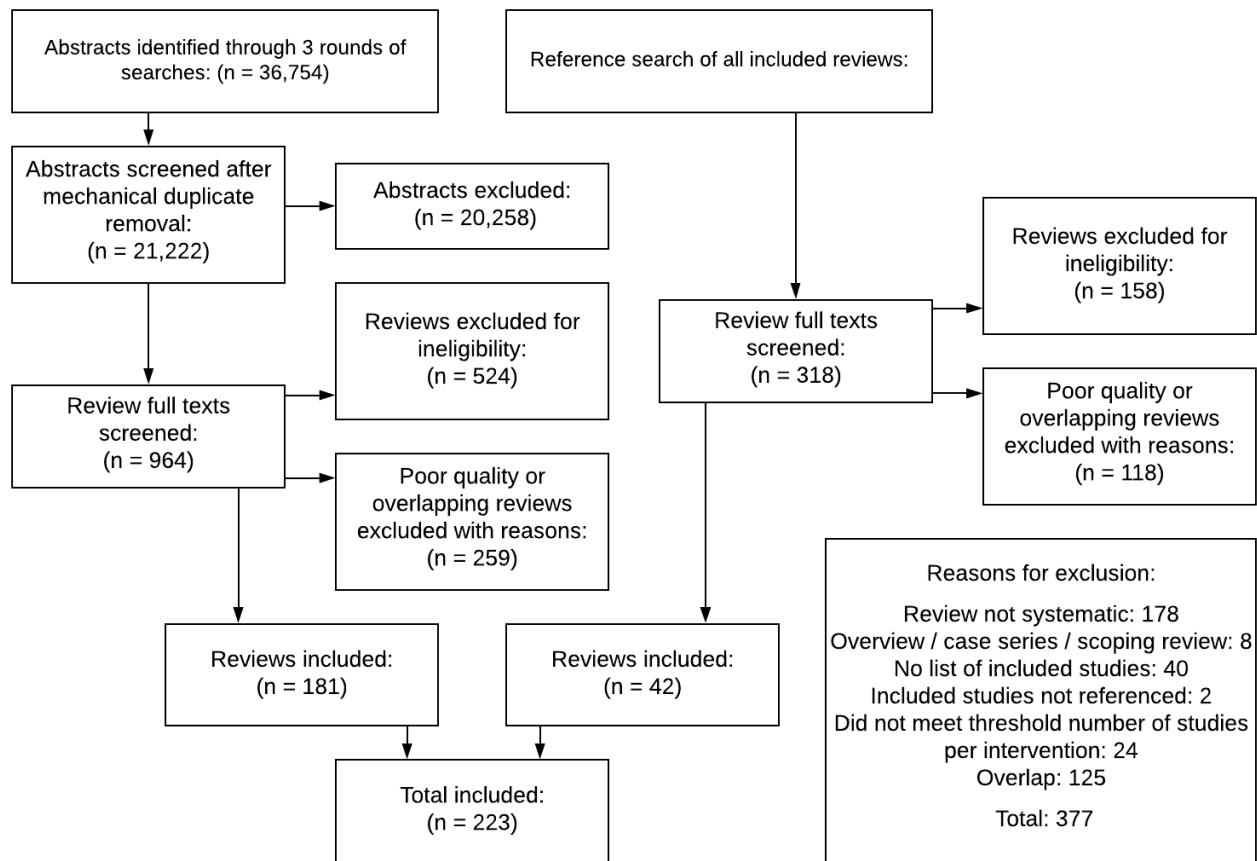 Abstracts identified through 3 rounds of
searches: (n = 36,754)
Reference search of all included reviews:
Abstracts screened after
mechanical duplicate
removal:
(n = 21,222)
Abstracts excluded:
(n = 20,258)
Reviews excluded for
ineligibility:
(n = 158)
Reviews excluded for
ineligibility:
(n = 524)
Review full texts
screened:
(n = 318)
Review full texts
screened:
(n = 964)
Poor quality or
overlapping reviews
excluded with reasons:
(n = 118)
Poor quality or
overlapping reviews
excluded with reasons:
(n = 259)
Reviews included:
(n = 181)
Reviews included:
(n = 42)
Total included:
(n = 223)
Reasons for exclusion:
Review not systematic: 178
Overview / case series / scoping review: 8
No list of included studies: 40
Included studies not referenced: 2
Did not meet threshold number of studies
per intervention: 24
Overlap: 125
Total: 377